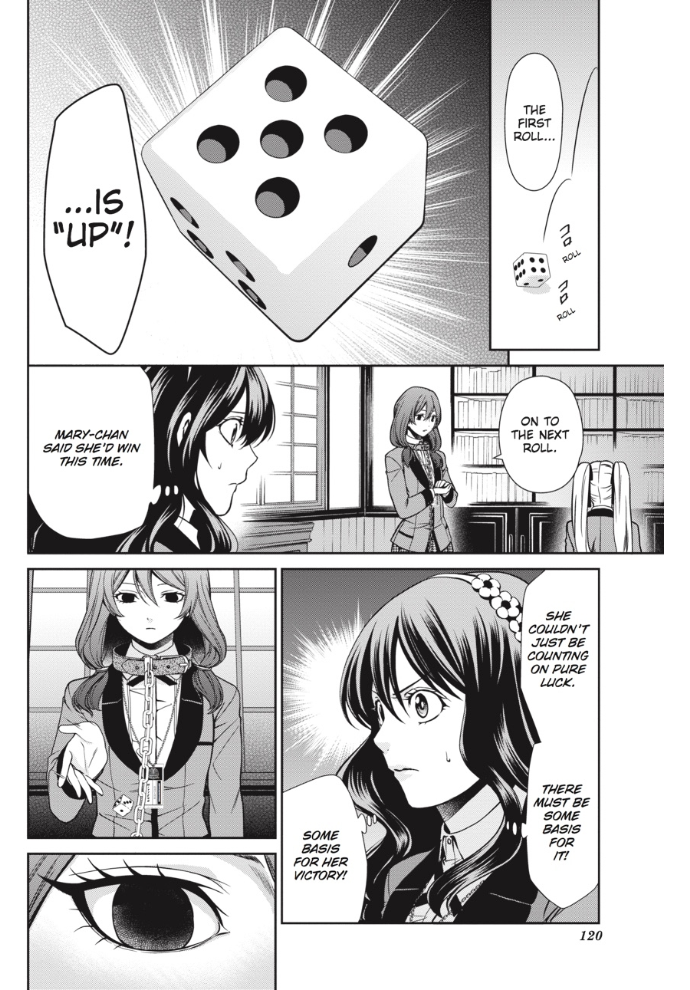 THE
FIRST
ROLL...
コロ
ROLL
コロ
ROLL
...IS
"UP"!
ON TO
THE NEXT
ROLL.
MARY-CHAN
SAID SHE'D WIN
THIS TIME.
SHE
COULDN'T
JUST BE
COUNTING
ON PURE
LUCK.
THERE
MUST BE
SOME
BASIS
FOR
IT!
SOME
BASIS
FOR HER
VICTORY!
120